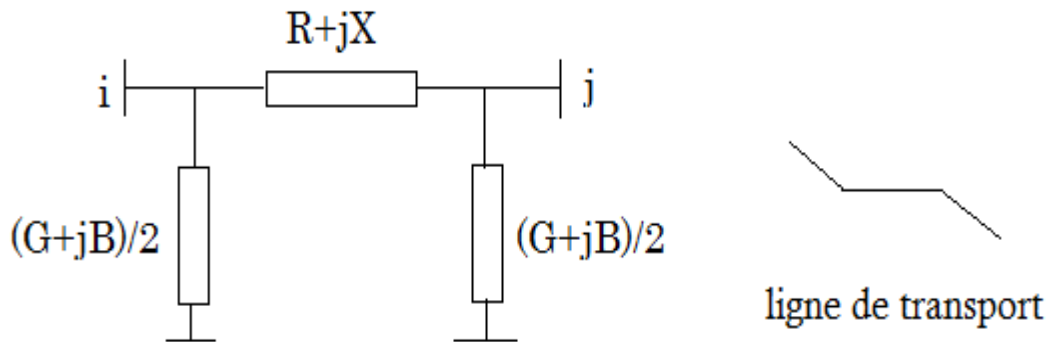 R+jX
i
j
(G+jB)/2
(G+jB)/2
ligne de transport